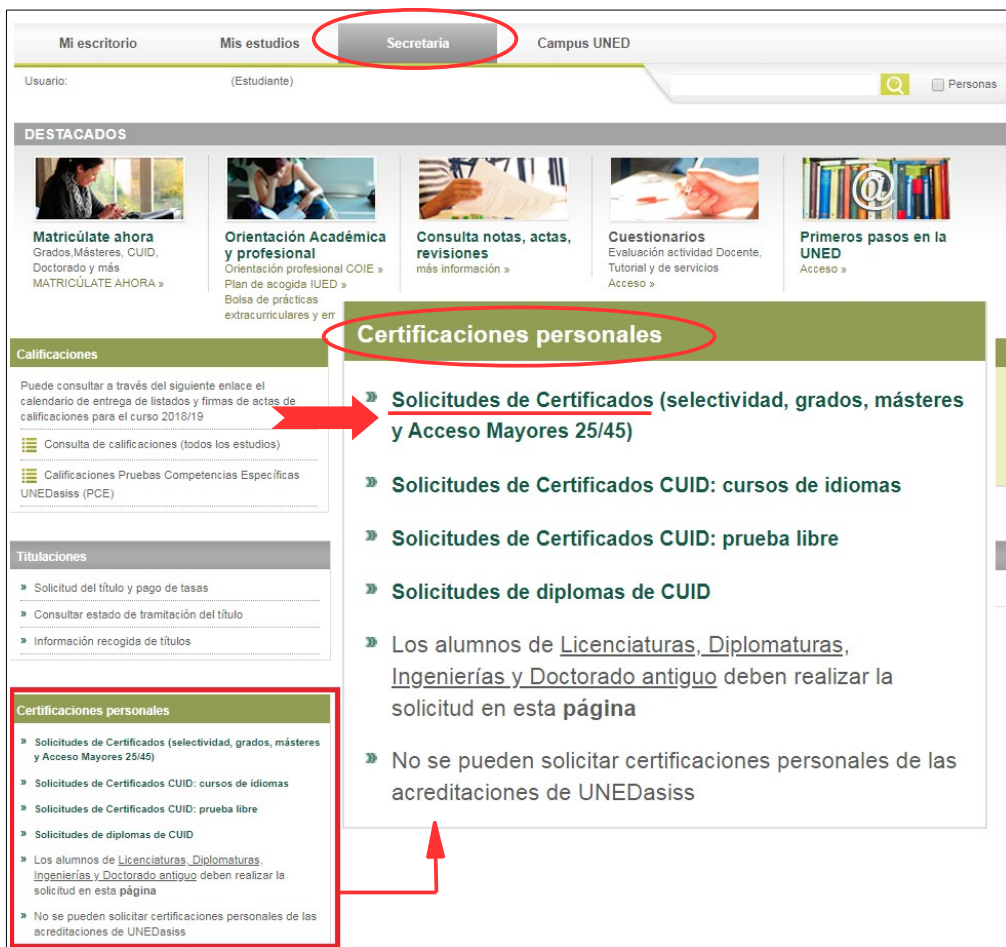 Mi escritorio Mis estudios Secretaría Campus UNED
Usuario: (Estudiante)
Personas
DESTACADOS
Matricúlate ahora
Grados,Másteres, CUID,
Doctorado y más
MATRICÚLATE AHORA »
Orientación Académica
y profesional
Orientación profesional COIE »
Plan de acogida IUED »
Bolsa de prácticas
extracurriculares y em
Consulta notas, actas,
revisiones
más información »
Cuestionarios
Evaluación actividad Docente,
Tutorial y de servicios
Acceso »
@
Primeros pasos en la
UNED
Acceso »
Calificaciones
Puede consultar a través del siguiente enlace el
calendario de entrega de listados y firmas de actas de
calificaciones para el curso 2018/19
Consulta de calificaciones (todos los estudios)
Calificaciones Pruebas Competencias Específicas
UNEDasiss (PCE)
Titulaciones
» Solicitud del título y pago de tasas
» Consultar estado de tramitación del título
» Información recogida de títulos
Certificaciones personales
» Solicitudes de Certificados (selectividad, grados, másteres
y Acceso Mayores 25/45)
» Solicitudes de Certificados CUID: cursos de idiomas
» Solicitudes de Certificados CUID: prueba libre
» Solicitudes de diplomas de CUID
» Los alumnos de Licenciaturas, Diplomaturas,
Ingenierías y Doctorado antiguo deben realizar la
solicitud en esta página
» No se pueden solicitar certificaciones personales de las
acreditaciones de UNEDasiss
Certificaciones personales
» Solicitudes de Certificados (selectividad, grados, másteres
y Acceso Mayores 25/45)
» Solicitudes de Certificados CUID: cursos de idiomas
» Solicitudes de Certificados CUID: prueba libre
» Solicitudes de diplomas de CUID
» Los alumnos de Licenciaturas, Diplomaturas,
Ingenierías y Doctorado antiguo deben realizar la
solicitud en esta página
» No se pueden solicitar certificaciones personales de las
acreditaciones de UNEDasiss